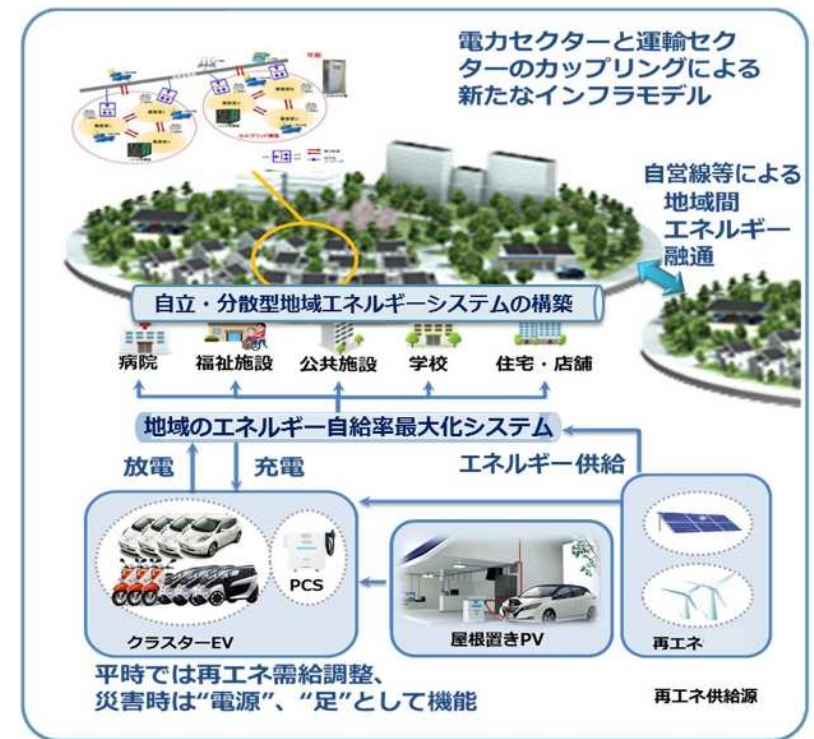 電力セクターと運輸セク
ターのカップリングによる
新たなインフラモデル
自営線等による
地域間
エネルギー
融通
自立・分散型地域エネルギーシステムの構築
病院
福祉施設
公共施設
学校
住宅・店舗
地域のエネルギー自給率最大化システム
放電
充電
エネルギー供給
PCS
クラスターEV
屋根置きPV
再エネ
平時では再エネ需給調整、
災害時は“電源”、“足”として機能
再エネ供給源